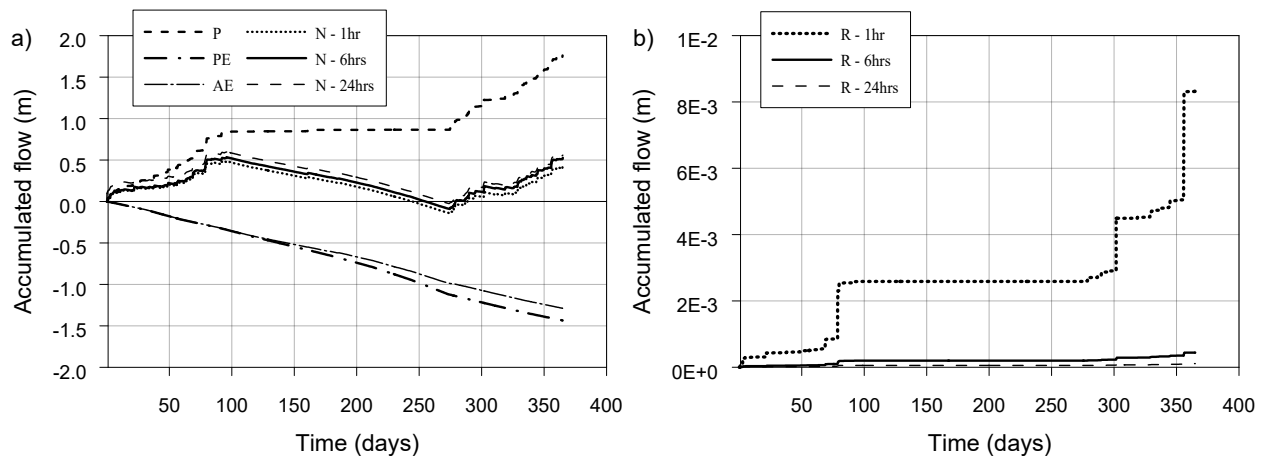 a)
P
PE
AE
N - 1hr
N - 6hrs
N - 24hrs
Accumulated flow (m)
2.0
1.5
1.0
0.5
0.0
-0.5
-1.0
-1.5
-2.0
50 100 150 200 250 300 350 400
Time (days)
b)
R - 1hr
R - 6hrs
R - 24hrs
Accumulated flow (m)
1E-2
8E-3
6E-3
4E-3
2E-3
0E+0
50 100 150 200 250 300 350 400
Time (days)